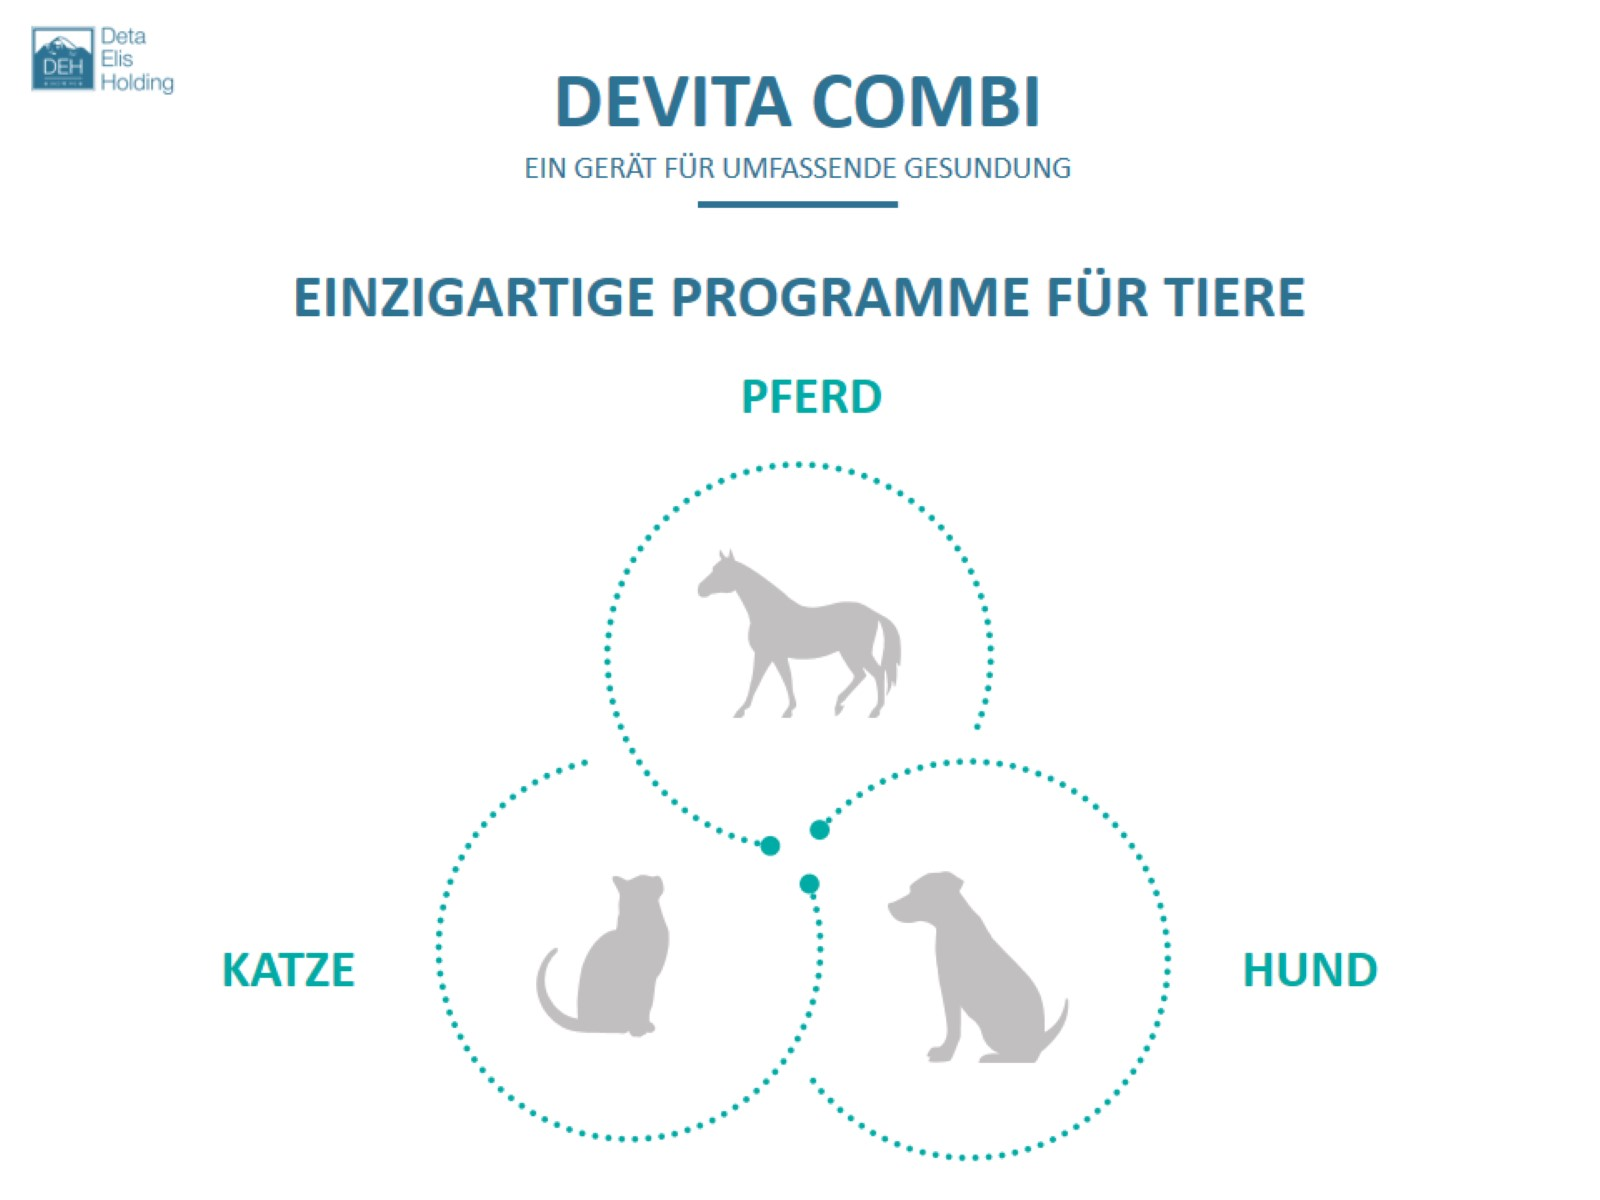 Deta
Elis
Holding
DEH
DEVITA COMBI
EIN GERÄT FÜR UMFASSENDE GESUNDUNG
EINZIGARTIGE PROGRAMME FÜR TIERE
PFERD
KATZE
HUND